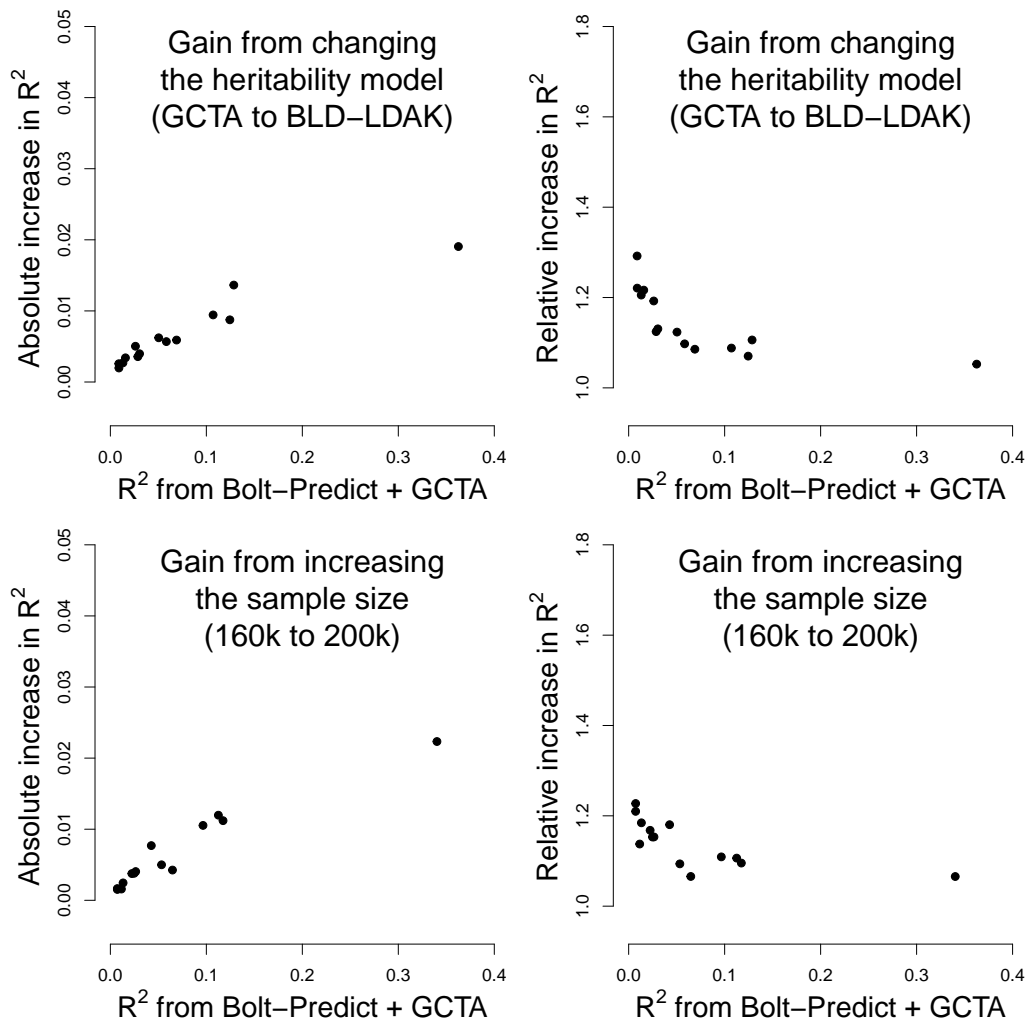 Gain from changing
the heritability model
(GCTA to BLD−LDAK)
Absolute increase in R²
0.05
0.04
0.03
0.02
0.01
0.00
0.0 0.1 0.2 0.3 0.4
R² from Bolt−Predict + GCTA
Gain from changing
the heritability model
(GCTA to BLD−LDAK)
Relative increase in R²
1.8
1.6
1.4
1.2
1.0
0.0 0.1 0.2 0.3 0.4
R² from Bolt−Predict + GCTA
Gain from increasing
the sample size
(160k to 200k)
Absolute increase in R²
0.05
0.04
0.03
0.02
0.01
0.00
0.0 0.1 0.2 0.3 0.4
R² from Bolt−Predict + GCTA
Gain from increasing
the sample size
(160k to 200k)
Relative increase in R²
1.8
1.6
1.4
1.2
1.0
0.0 0.1 0.2 0.3 0.4
R² from Bolt−Predict + GCTA